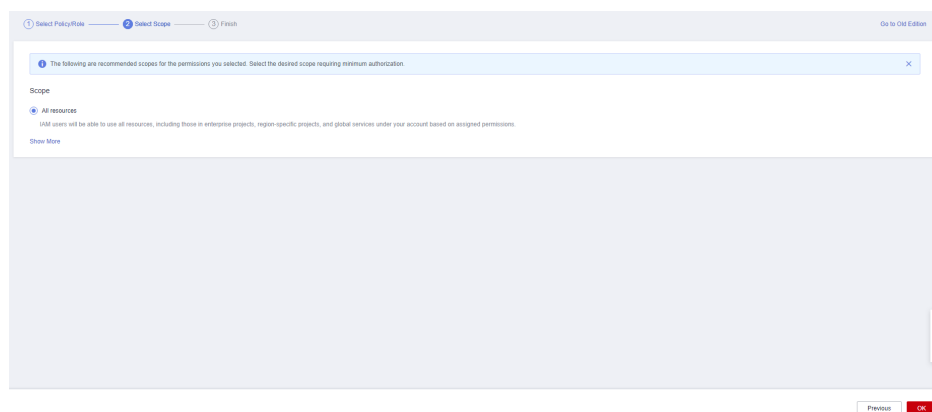 1 Select Policy/Role 2 Select Scope 3 Finish Go to Old Edition
The following are recommended scopes for the permissions you selected. Select the desired scope requiring minimum authorization.
Scope
All resources
IAM users will be able to use all resources, including those in enterprise projects, region-specific projects, and global services under your account based on assigned permissions.
Show More
Previous OK